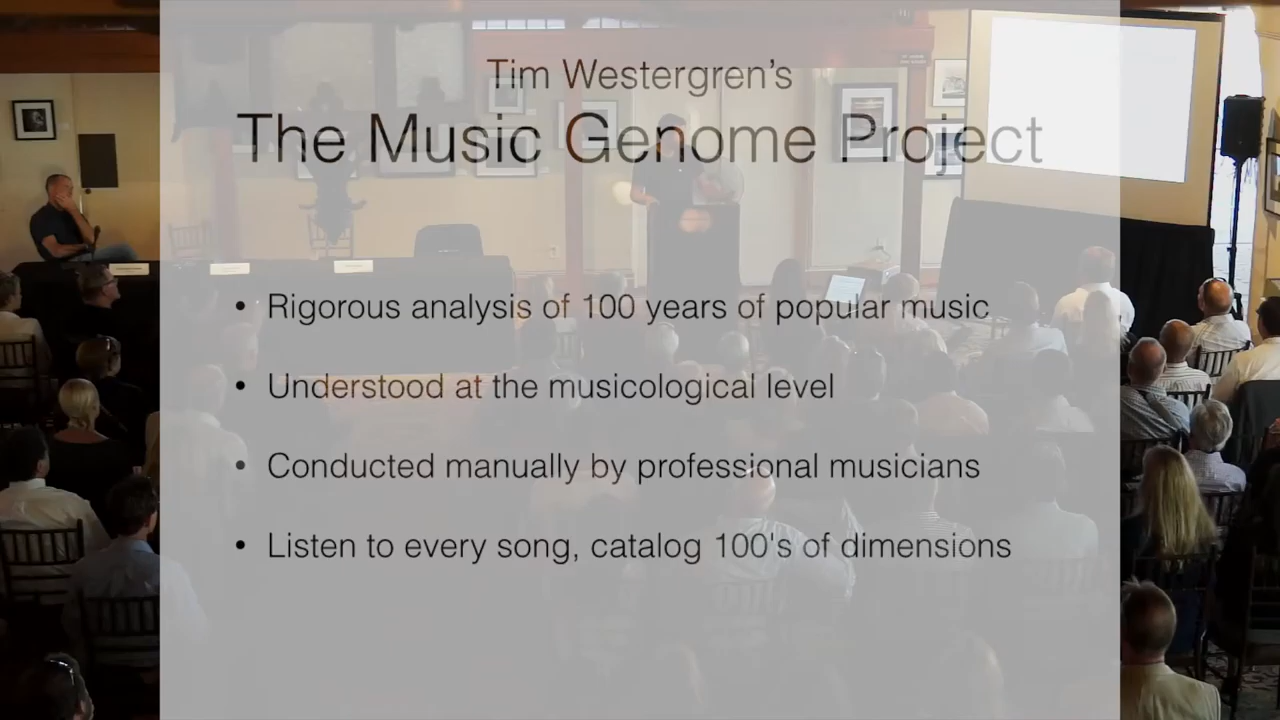 Tim Westergren’s
The Music Genome Project
• Rigorous analysis of 100 years of popular music
• Understood at the musicological level
• Conducted manually by professional musicians
• Listen to every song, catalog 100's of dimensions